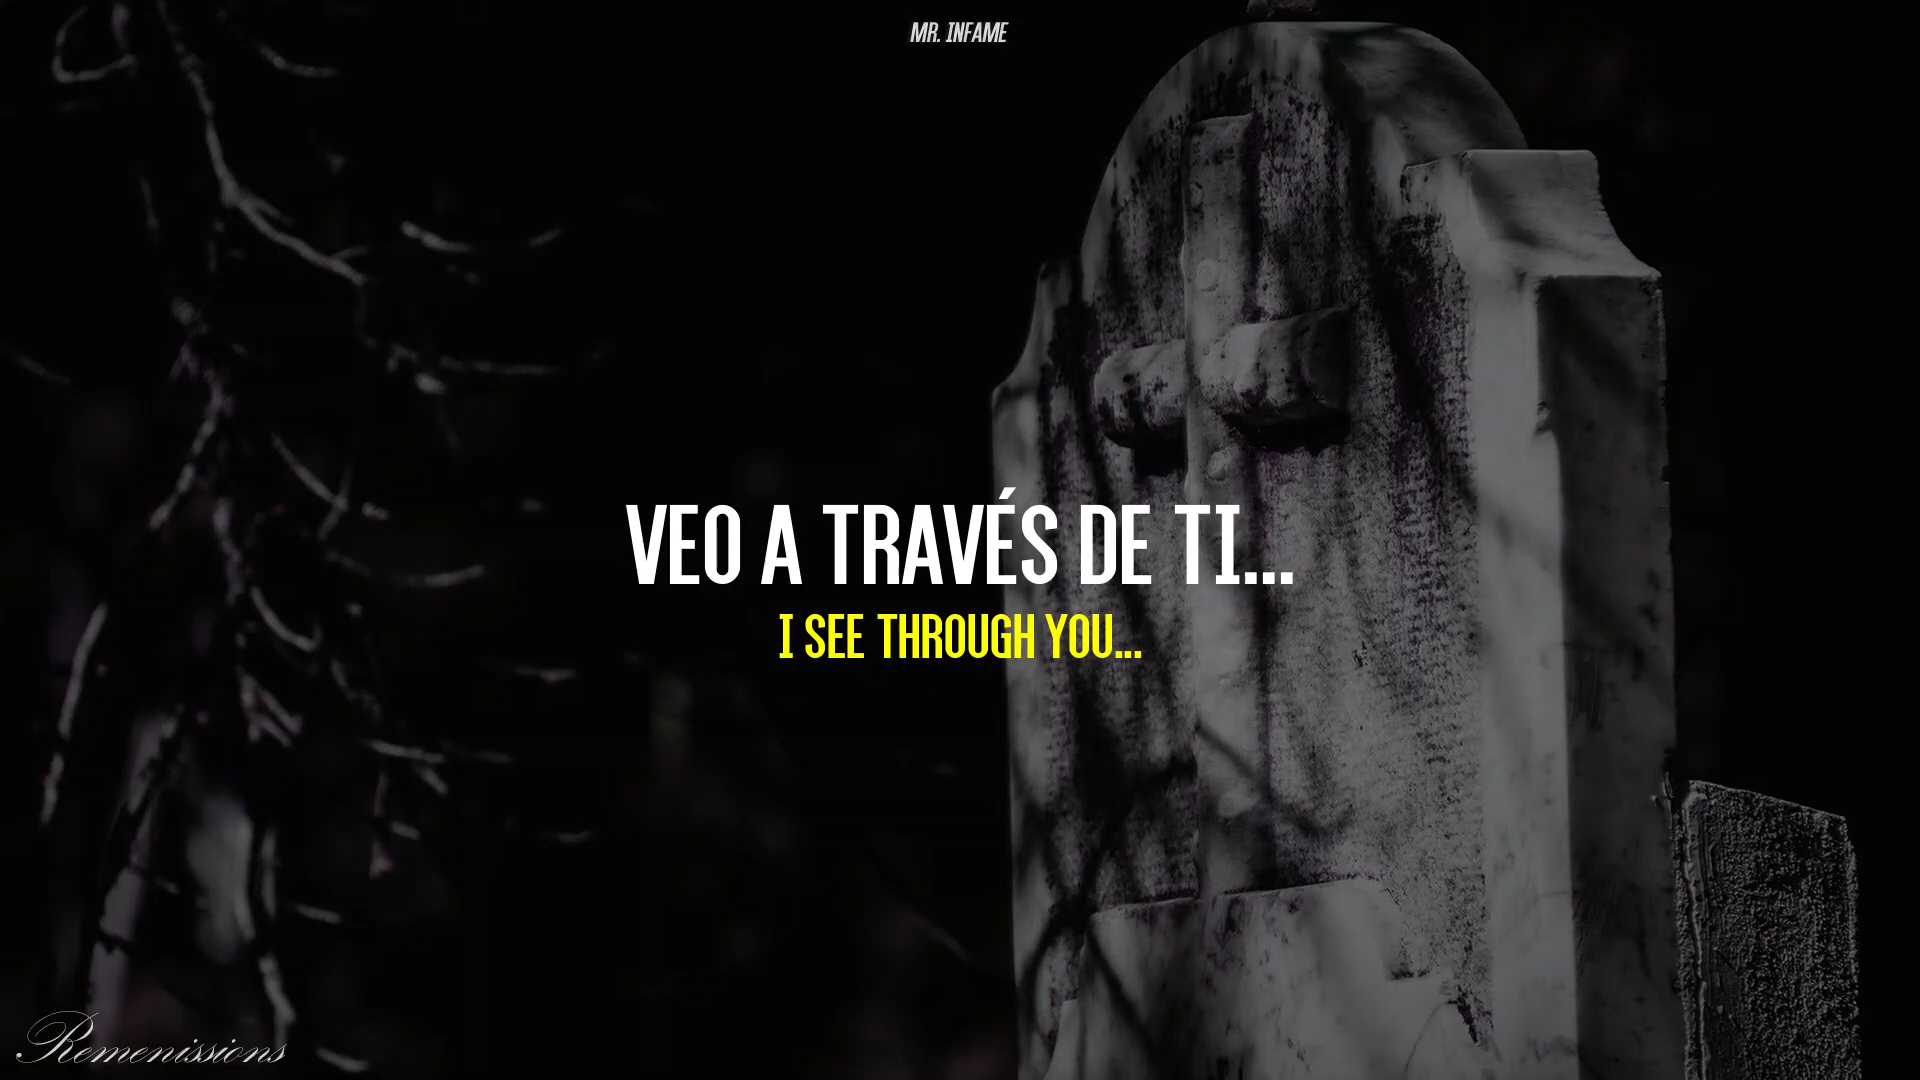 MR. INFAME
VEO A TRAVÉS DE TI...
I SEE THROUGH YOU...
Remenissions